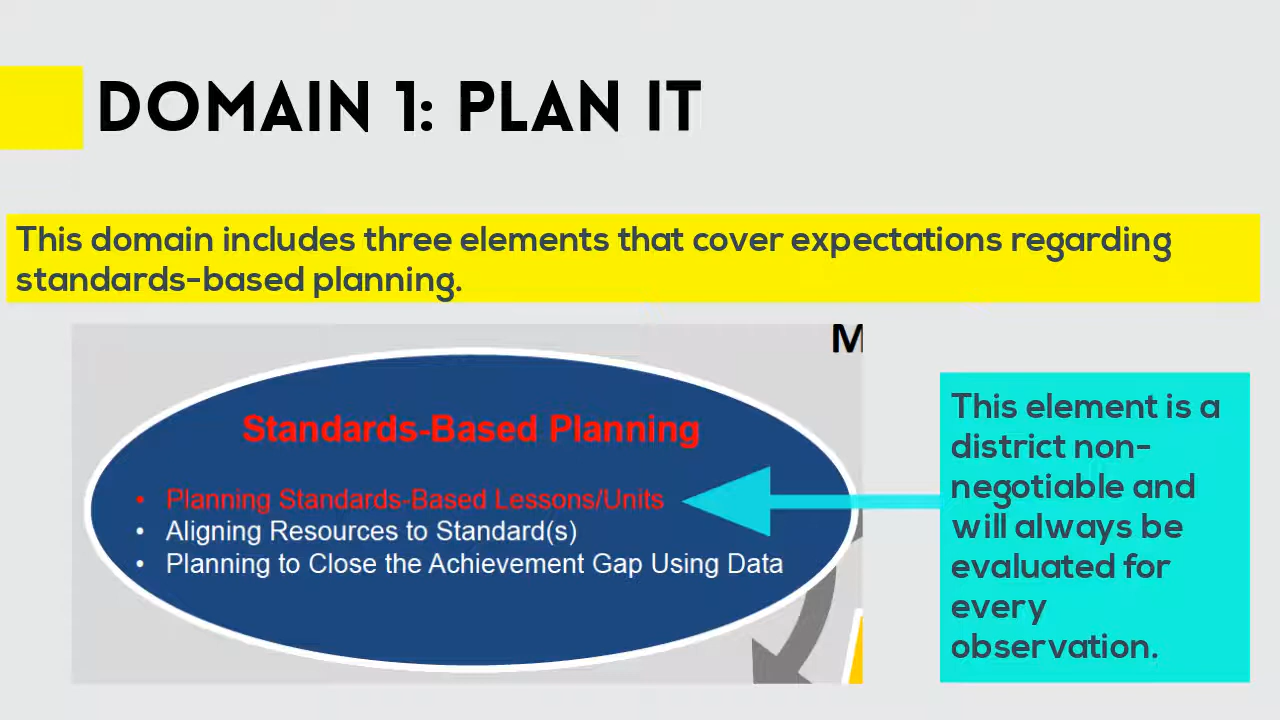 DOMAIN 1: PLAN IT
This domain includes three elements that cover expectations regarding
standards-based planning.
M
Standards-Based Planning
• Planning Standards-Based Lessons/Units
• Aligning Resources to Standard(s)
• Planning to Close the Achievement Gap Using Data
This element is a
district non-
negotiable and
will always be
evaluated for
every
observation.